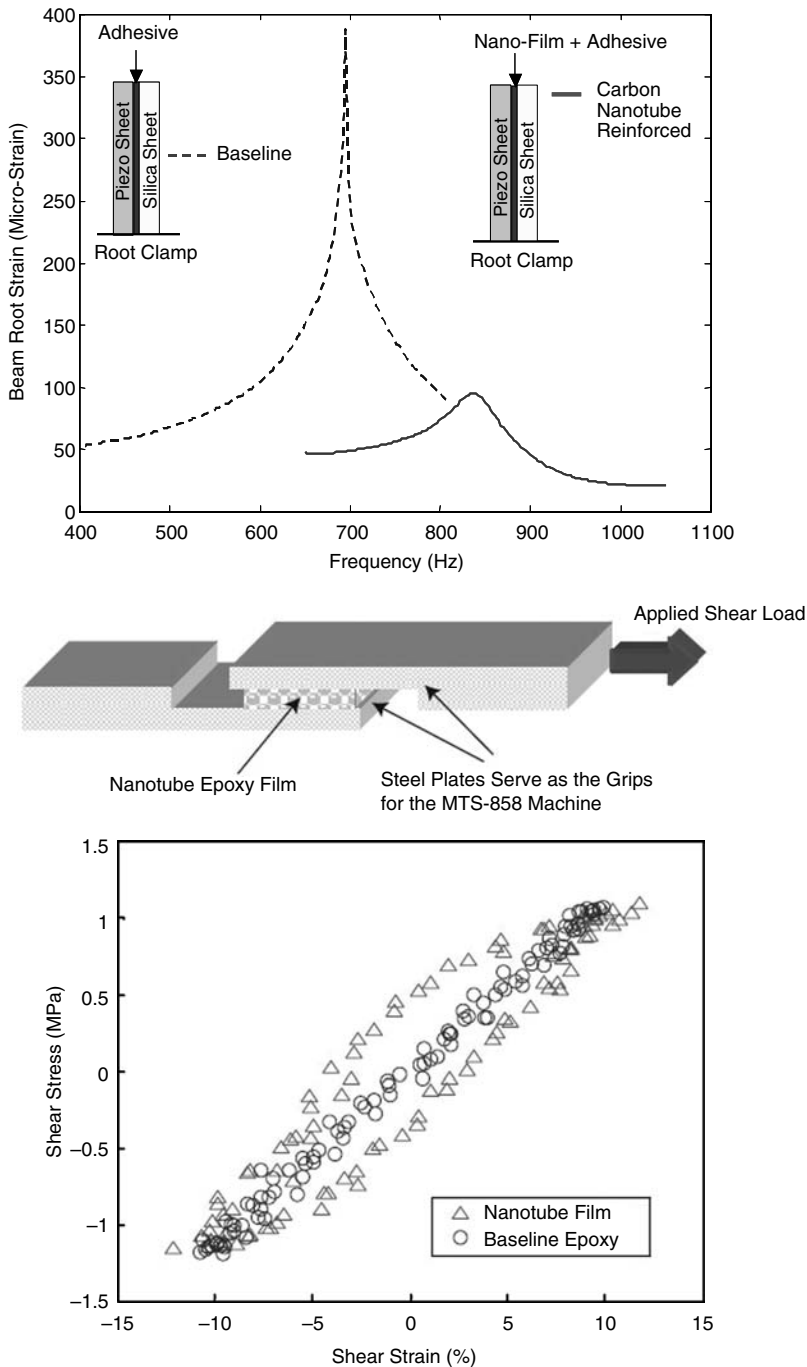 400
350
300
250
200
150
100
50
0
Beam Root Strain (Micro-Strain)
Adhesive
Piezo Sheet
Silica Sheet
Baseline
Root Clamp
Nano-Film + Adhesive
Piezo Sheet
Silica Sheet
Carbon
Nanotube
Reinforced
Root Clamp
400 500 600 700 800 900 1000 1100
Frequency (Hz)
Applied Shear Load
Nanotube Epoxy Film
Steel Plates Serve as the Grips
for the MTS-858 Machine
1.5
1
0.5
0
−0.5
−1
−1.5
Shear Stress (MPa)
Nanotube Film
Baseline Epoxy
−15 −10 −5 0 5 10 15
Shear Strain (%)